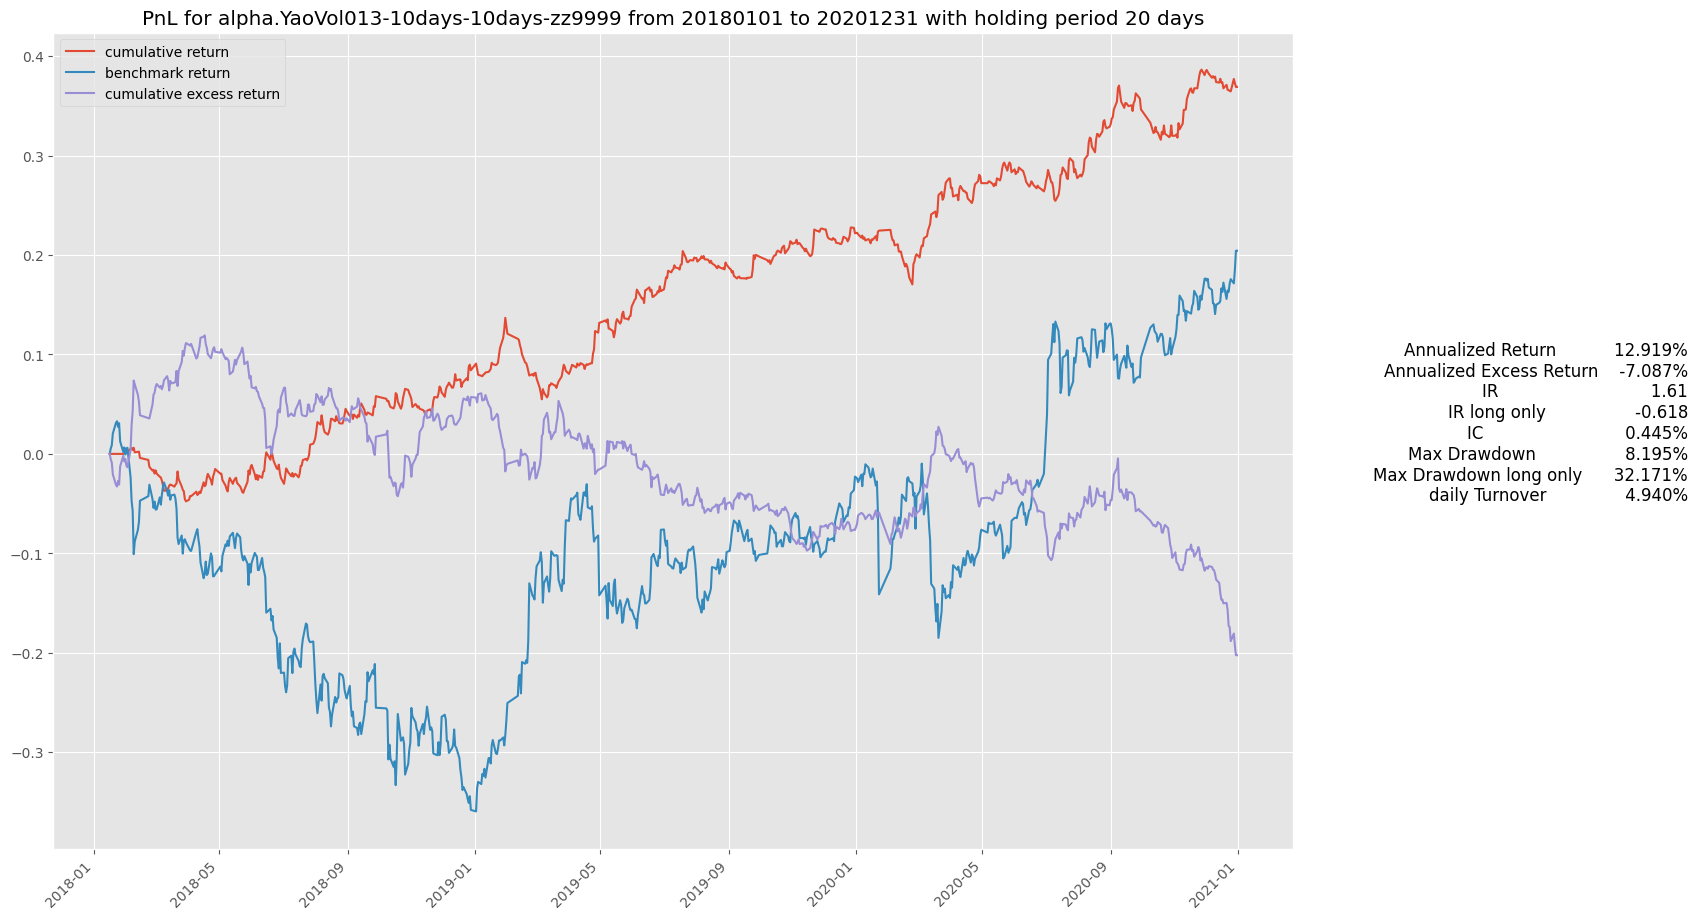 PnL for alpha.YaoVol013-10days-10days-zz9999 from 20180101 to 20201231 with holding period 20 days
cumulative return
benchmark return
cumulative excess return
0.4
0.3
0.2
0.1
0.0
−0.1
−0.2
−0.3
2018-01
2018-05
2018-09
2019-01
2019-05
2019-09
2020-01
2020-05
2020-09
2021-01
Annualized Return 12.919%
Annualized Excess Return -7.087%
IR 1.61
IR long only -0.618
IC 0.445%
Max Drawdown 8.195%
Max Drawdown long only 32.171%
daily Turnover 4.940%